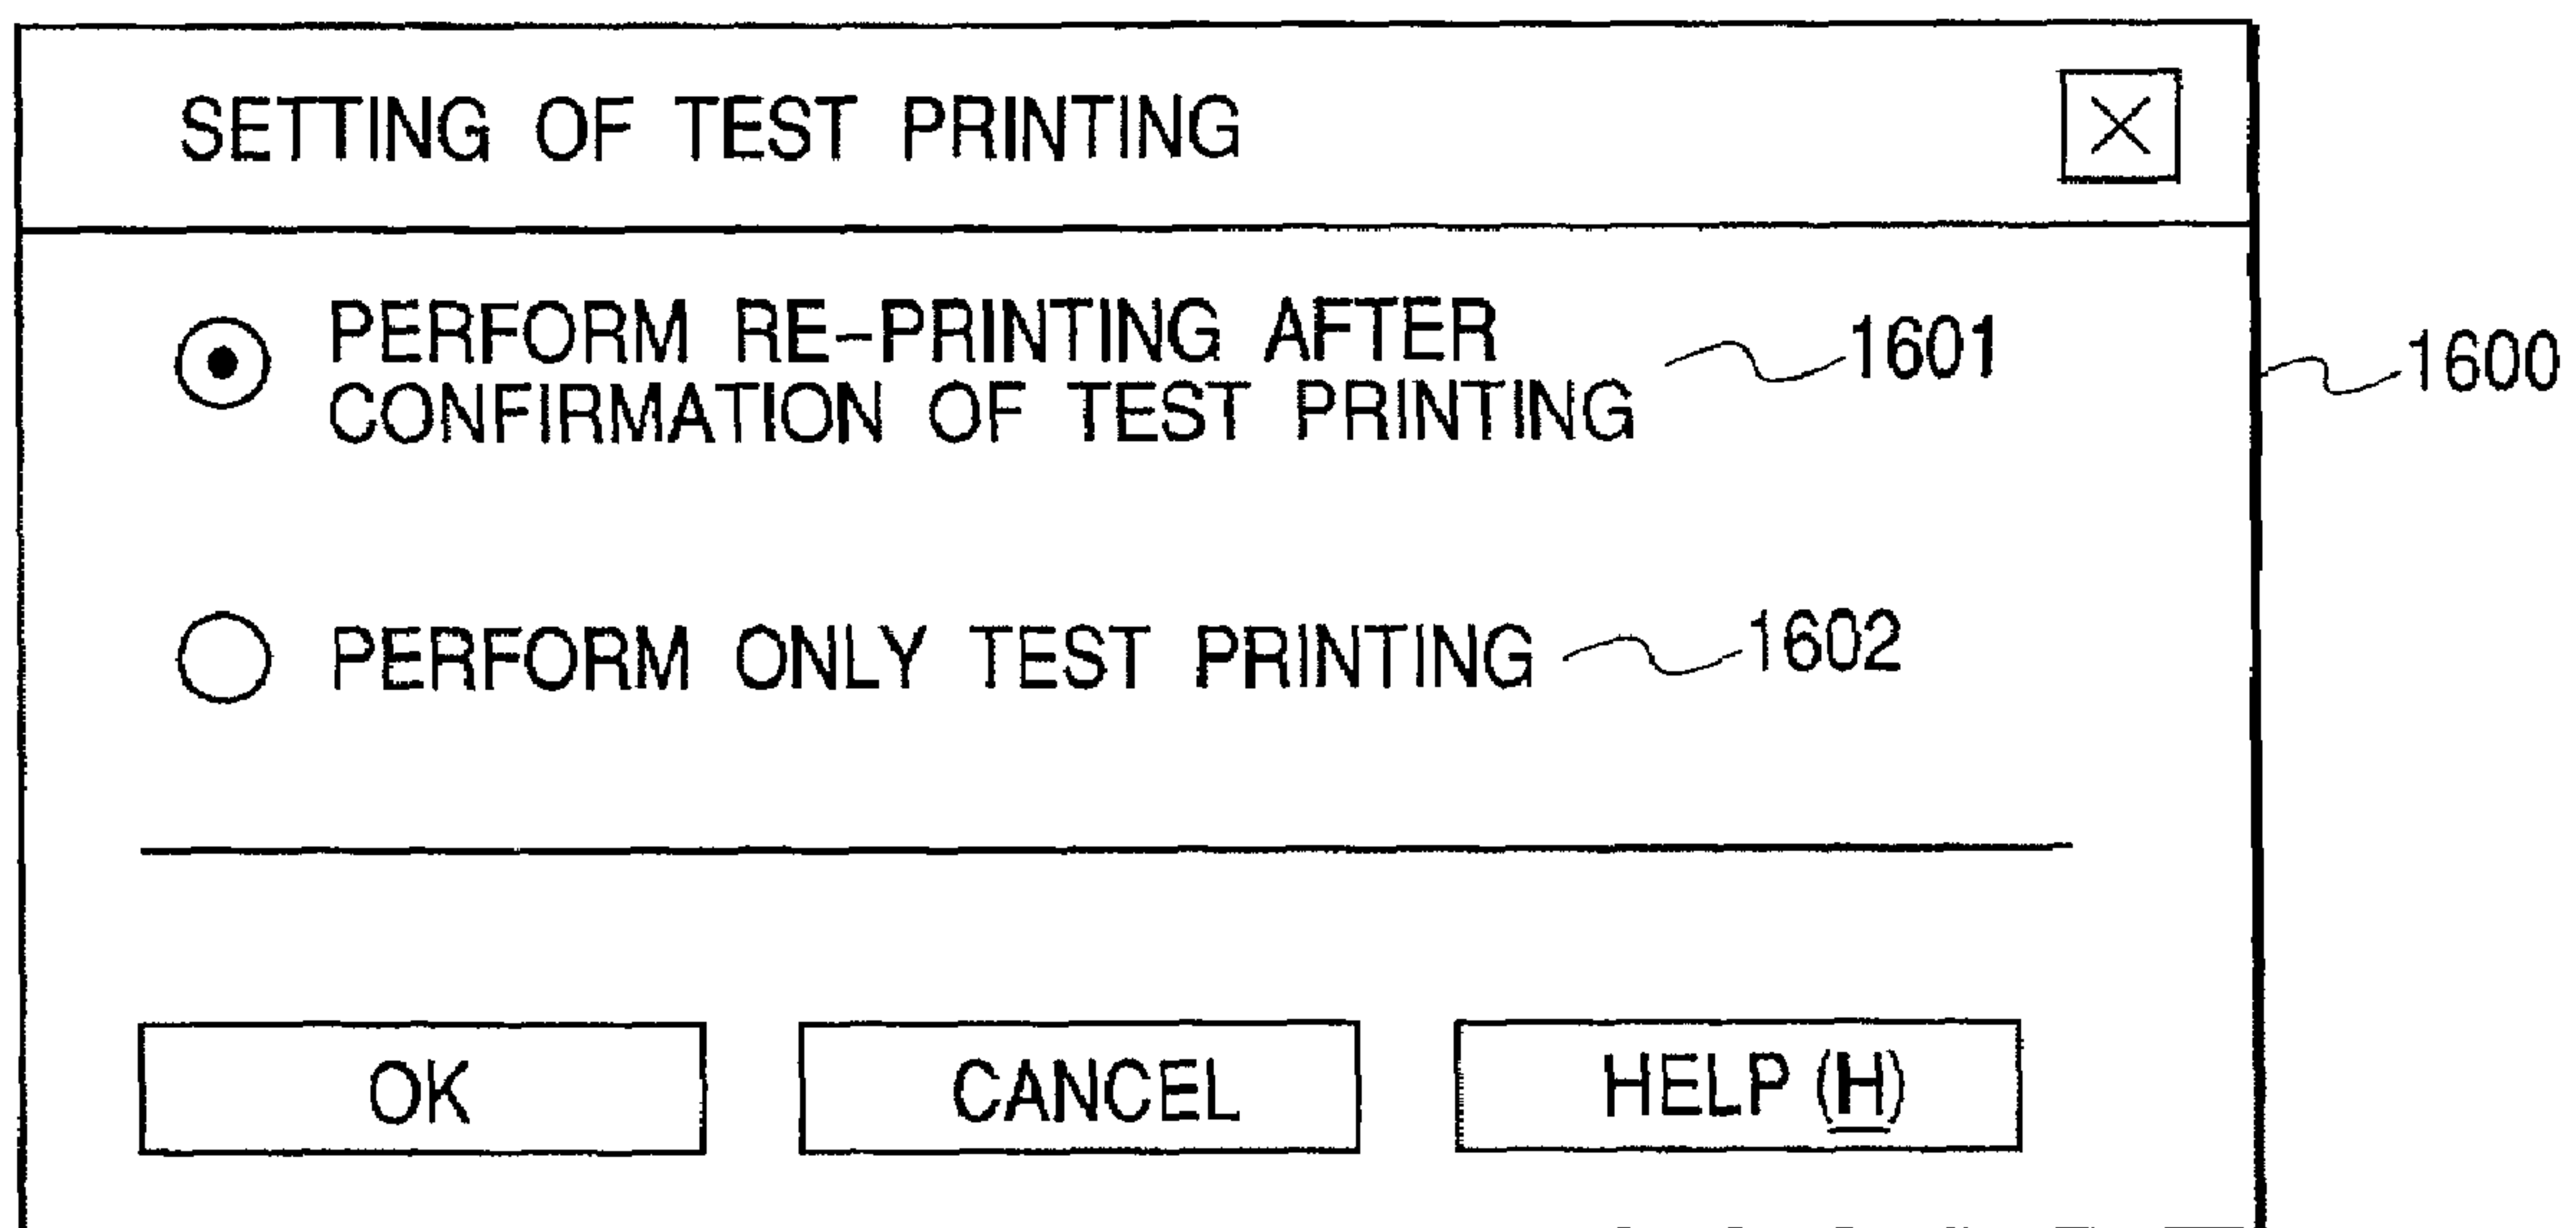 SETTING OF TEST PRINTING
PERFORM RE-PRINTING AFTER
CONFIRMATION OF TEST PRINTING
1601
1600
PERFORM ONLY TEST PRINTING
1602
OK
CANCEL
HELP (H)